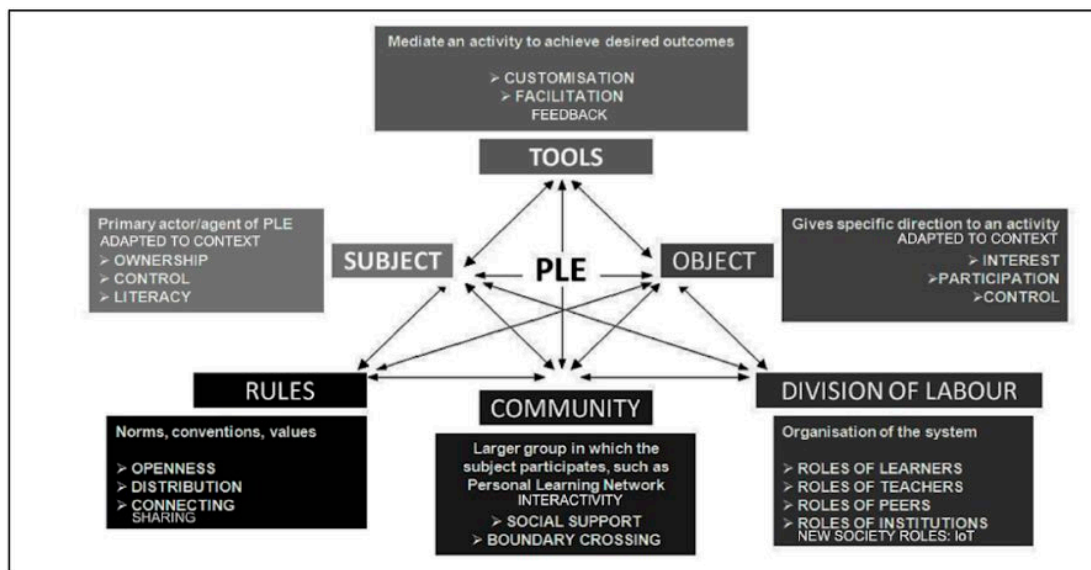 Mediate an activity to achieve desired outcomes
➢ CUSTOMISATION
➢ FACILITATION
FEEDBACK
TOOLS
Primary actor/agent of PLE
ADAPTED TO CONTEXT
➢ OWNERSHIP
➢ CONTROL
➢ LITERACY
SUBJECT
PLE
OBJECT
Gives specific direction to an activity
ADAPTED TO CONTEXT
➢ INTEREST
➢PARTICIPATION
➢CONTROL
RULES
Norms, conventions, values
➢ OPENNESS
➢ DISTRIBUTION
➢ CONNECTING
SHARING
COMMUNITY
Larger group in which the
subject participates, such as
Personal Learning Network
INTERACTIVITY
➢ SOCIAL SUPPORT
➢ BOUNDARY CROSSING
DIVISION OF LABOUR
Organisation of the system
➢ ROLES OF LEARNERS
➢ ROLES OF TEACHERS
➢ ROLES OF PEERS
➢ ROLES OF INSTITUTIONS
NEW SOCIETY ROLES: IoT